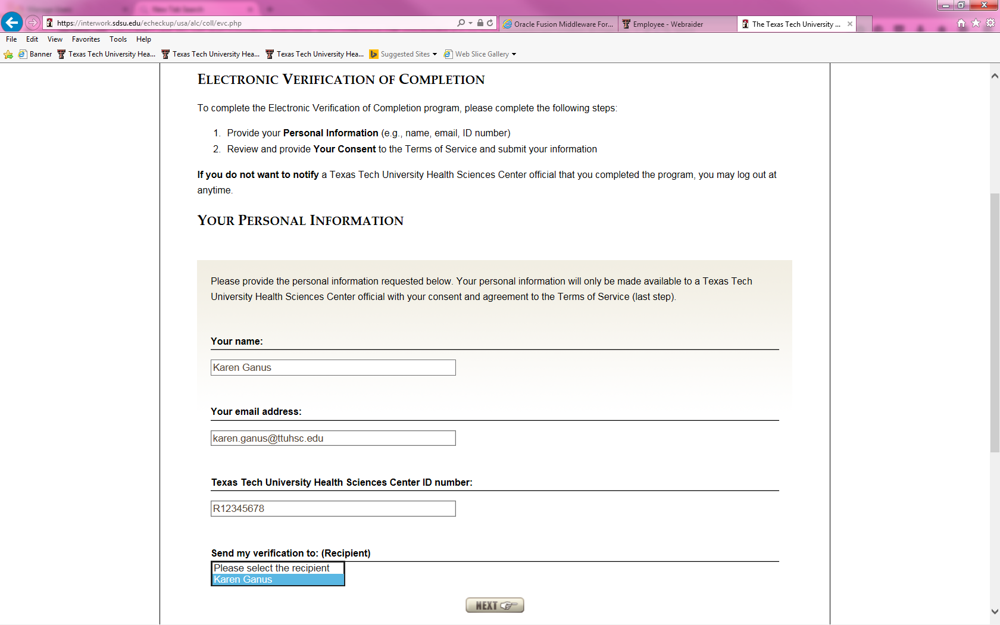 https://interwork.sdsu.edu/echeckup/usa/alc/coll/evc.php
Oracle Fusion Middleware For...
Employee - Webraider
The Texas Tech University ...
File Edit View Favorites Tools Help
Banner Texas Tech University Hea... Texas Tech University Hea... Texas Tech University Hea... Suggested Sites Web Slice Gallery
ELECTRONIC VERIFICATION OF COMPLETION
To complete the Electronic Verification of Completion program, please complete the following steps:
1. Provide your Personal Information (e.g., name, email, ID number)
2. Review and provide Your Consent to the Terms of Service and submit your information
If you do not want to notify a Texas Tech University Health Sciences Center official that you completed the program, you may log out at
anytime.
YOUR PERSONAL INFORMATION
Please provide the personal information requested below. Your personal information will only be made available to a Texas Tech
University Health Sciences Center official with your consent and agreement to the Terms of Service (last step).
Your name:
Karen Ganus
Your email address:
karen.ganus@ttuhsc.edu
Texas Tech University Health Sciences Center ID number:
R12345678
Send my verification to: (Recipient)
Please select the recipient
Karen Ganus
NEXT